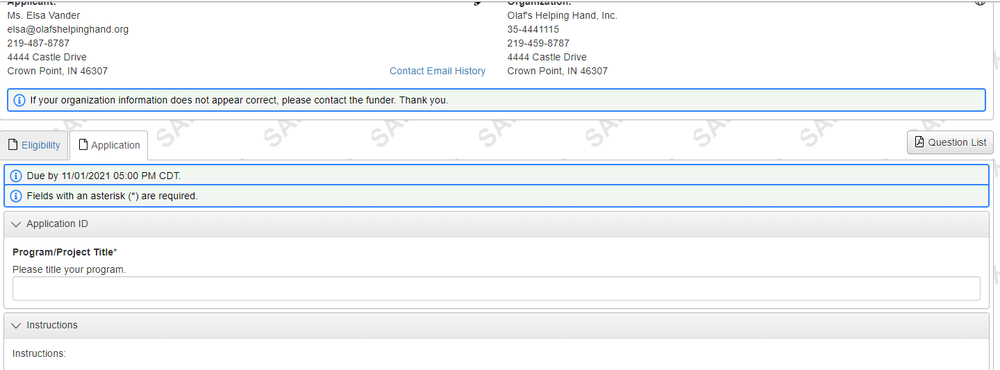 Applicant:
Ms. Elsa Vander
elsa@olafshelpinghand.org
219-487-8787
4444 Castle Drive
Crown Point, IN 46307
Contact Email History
Organization:
Olaf's Helping Hand, Inc.
35-4441115
219-459-8787
4444 Castle Drive
Crown Point, IN 46307
If your organization information does not appear correct, please contact the funder. Thank you.
Eligibility
Application
Question List
Due by 11/01/2021 05:00 PM CDT.
Fields with an asterisk (*) are required.
Application ID
Program/Project Title*
Please title your program.
Instructions
Instructions: